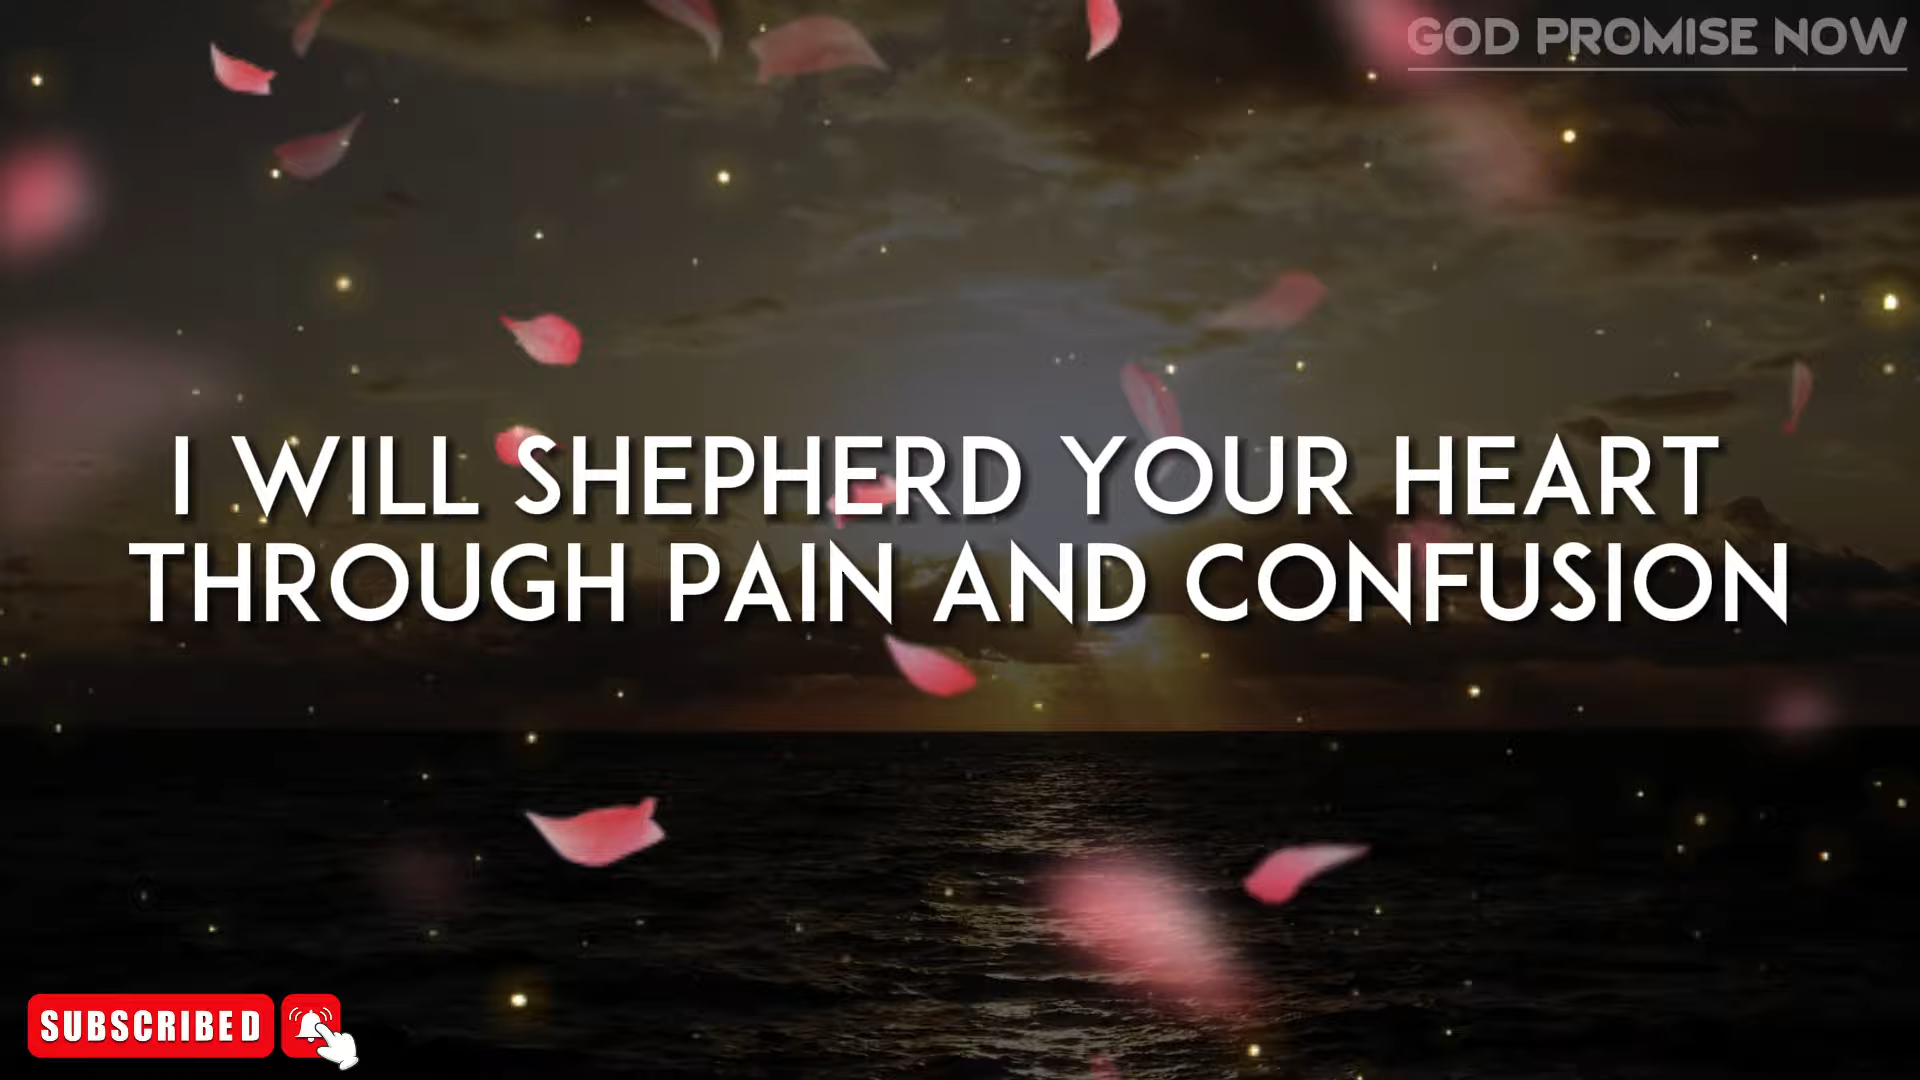 GOD PROMISE NOW
I WILL SHEPHERD YOUR HEART
THROUGH PAIN AND CONFUSION
SUBSCRIBED